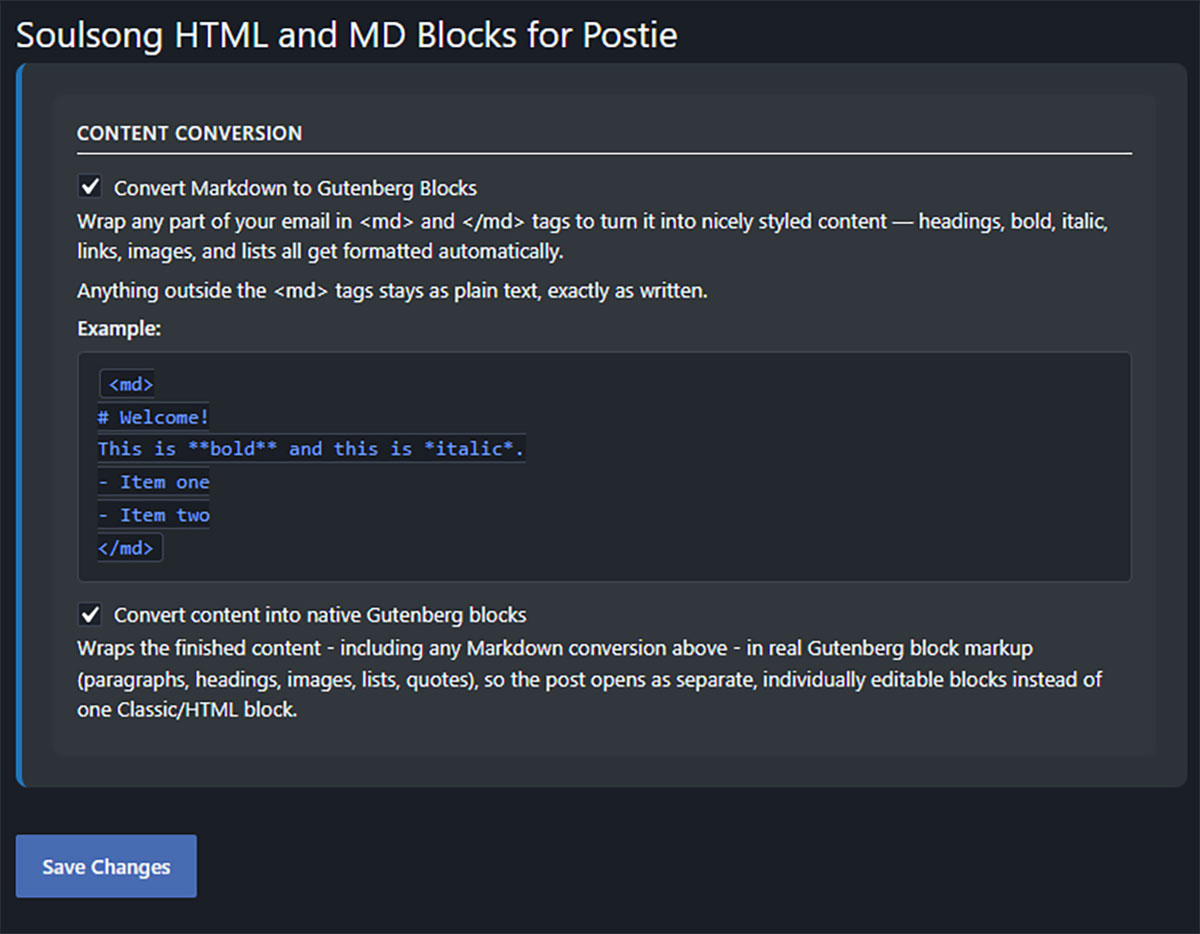 Soulsong HTML and MD Blocks for Postie
CONTENT CONVERSION
Convert Markdown to Gutenberg Blocks
Wrap any part of your email in <md> and </md> tags to turn it into nicely styled content — headings, bold, italic,
links, images, and lists all get formatted automatically.
Anything outside the <md> tags stays as plain text, exactly as written.
Example:
<md>
# Welcome!
This is **bold** and this is *italic*.
- Item one
- Item two
</md>
Convert content into native Gutenberg blocks
Wraps the finished content - including any Markdown conversion above - in real Gutenberg block markup
(paragraphs, headings, images, lists, quotes), so the post opens as separate, individually editable blocks instead of
one Classic/HTML block.
Save Changes